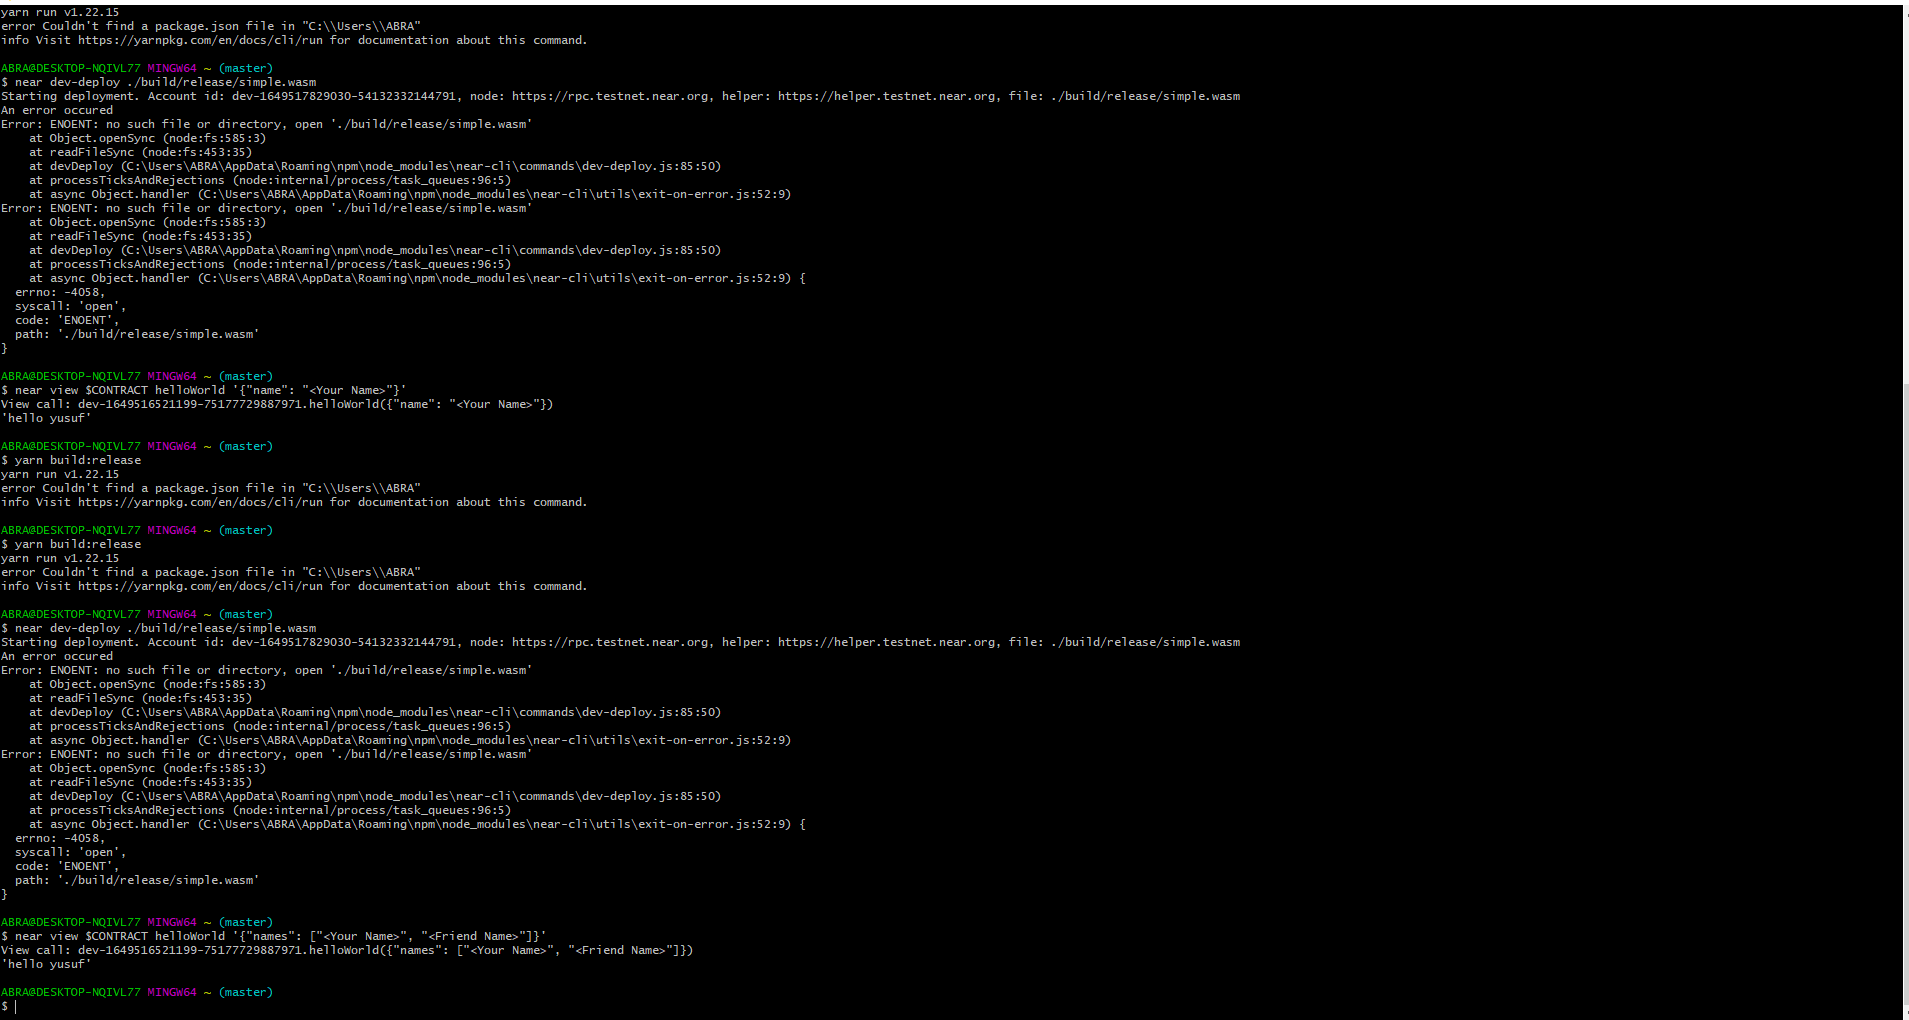 yarn run v1.22.15
error Couldn't find a package.json file in "C:\\Users\\ABRA"
info Visit https://yarnpkg.com/en/docs/cli/run for documentation about this command.
ABRA@DESKTOP-NQIVL77 MINGW64 ~ (master)
$ near dev-deploy ./build/release/simple.wasm
Starting deployment. Account id: dev-1649517829030-54132332144791, node: https://rpc.testnet.near.org, helper: https://helper.testnet.near.org, file: ./build/release/simple.wasm
An error occured
Error: ENOENT: no such file or directory, open './build/release/simple.wasm'
    at Object.openSync (node:fs:585:3)
    at readFileSync (node:fs:453:35)
    at devDeploy (C:\Users\ABRA\AppData\Roaming\npm\node_modules\near-cli\commands\dev-deploy.js:85:50)
    at processTicksAndRejections (node:internal/process/task_queues:96:5)
    at async Object.handler (C:\Users\ABRA\AppData\Roaming\npm\node_modules\near-cli\utils\exit-on-error.js:52:9)
Error: ENOENT: no such file or directory, open './build/release/simple.wasm'
    at Object.openSync (node:fs:585:3)
    at readFileSync (node:fs:453:35)
    at devDeploy (C:\Users\ABRA\AppData\Roaming\npm\node_modules\near-cli\commands\dev-deploy.js:85:50)
    at processTicksAndRejections (node:internal/process/task_queues:96:5)
    at async Object.handler (C:\Users\ABRA\AppData\Roaming\npm\node_modules\near-cli\utils\exit-on-error.js:52:9) {
  errno: -4058,
  syscall: 'open',
  code: 'ENOENT',
  path: './build/release/simple.wasm'
}
ABRA@DESKTOP-NQIVL77 MINGW64 ~ (master)
$ near view $CONTRACT helloWorld '{"name": "<Your Name>"}'
View call: dev-1649516521199-75177729887971.helloWorld({"name": "<Your Name>"})
'hello yusuf'
ABRA@DESKTOP-NQIVL77 MINGW64 ~ (master)
$ yarn build:release
yarn run v1.22.15
error Couldn't find a package.json file in "C:\\Users\\ABRA"
info Visit https://yarnpkg.com/en/docs/cli/run for documentation about this command.
ABRA@DESKTOP-NQIVL77 MINGW64 ~ (master)
$ yarn build:release
yarn run v1.22.15
error Couldn't find a package.json file in "C:\\Users\\ABRA"
info Visit https://yarnpkg.com/en/docs/cli/run for documentation about this command.
ABRA@DESKTOP-NQIVL77 MINGW64 ~ (master)
$ near dev-deploy ./build/release/simple.wasm
Starting deployment. Account id: dev-1649517829030-54132332144791, node: https://rpc.testnet.near.org, helper: https://helper.testnet.near.org, file: ./build/release/simple.wasm
An error occured
Error: ENOENT: no such file or directory, open './build/release/simple.wasm'
    at Object.openSync (node:fs:585:3)
    at readFileSync (node:fs:453:35)
    at devDeploy (C:\Users\ABRA\AppData\Roaming\npm\node_modules\near-cli\commands\dev-deploy.js:85:50)
    at processTicksAndRejections (node:internal/process/task_queues:96:5)
    at async Object.handler (C:\Users\ABRA\AppData\Roaming\npm\node_modules\near-cli\utils\exit-on-error.js:52:9)
Error: ENOENT: no such file or directory, open './build/release/simple.wasm'
    at Object.openSync (node:fs:585:3)
    at readFileSync (node:fs:453:35)
    at devDeploy (C:\Users\ABRA\AppData\Roaming\npm\node_modules\near-cli\commands\dev-deploy.js:85:50)
    at processTicksAndRejections (node:internal/process/task_queues:96:5)
    at async Object.handler (C:\Users\ABRA\AppData\Roaming\npm\node_modules\near-cli\utils\exit-on-error.js:52:9) {
  errno: -4058,
  syscall: 'open',
  code: 'ENOENT',
  path: './build/release/simple.wasm'
}
ABRA@DESKTOP-NQIVL77 MINGW64 ~ (master)
$ near view $CONTRACT helloWorld '{"names": ["<Your Name>", "<Friend Name>"]}'
View call: dev-1649516521199-75177729887971.helloWorld({"names": ["<Your Name>", "<Friend Name>"]})
'hello yusuf'
ABRA@DESKTOP-NQIVL77 MINGW64 ~ (master)
$